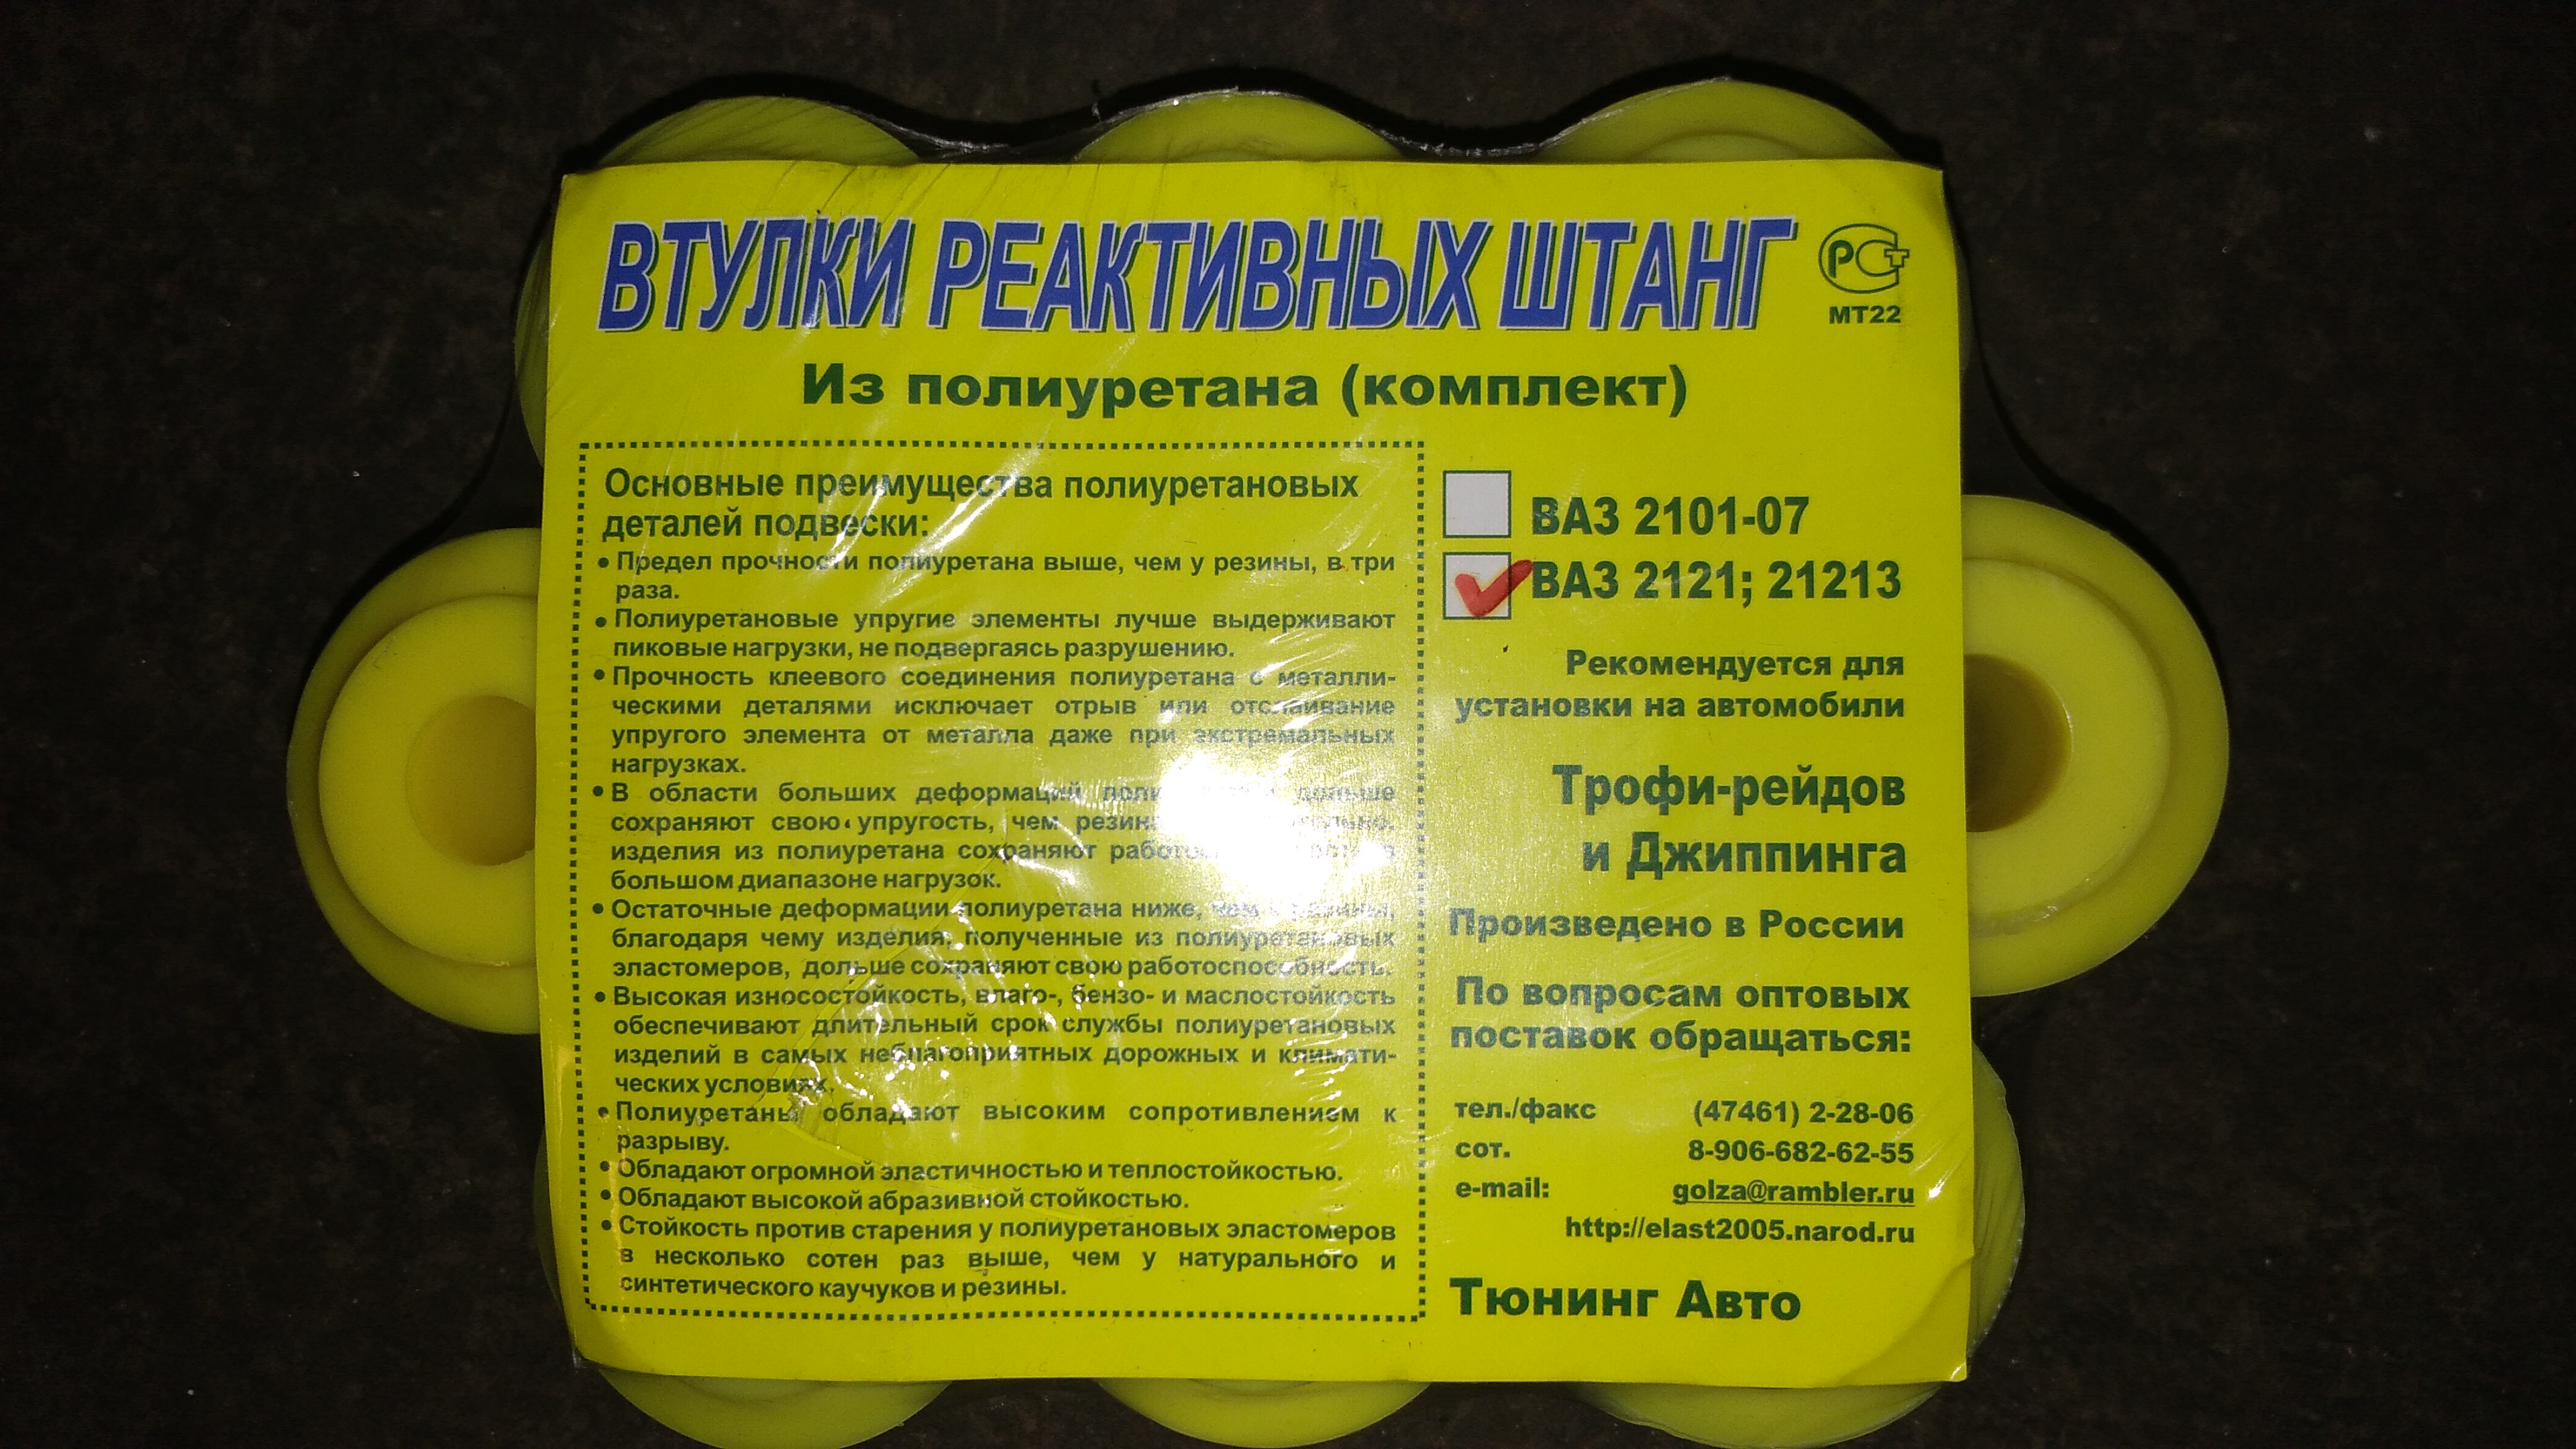 ВТУЛКИ РЕАКТИВНЫХ ШТАНГ
РСт
МТ22
Из полиуретана (комплект)
Основные преимущества полиуретановых
деталей подвески:
• Предел прочности полиуретана выше, чем у резины, в три
раза.
• Полиуретановые упругие элементы лучше выдерживают
пиковые нагрузки, не подвергаясь разрушению.
• Прочность клеевого соединения полиуретана с металли-
ческими деталями исключает отрыв или отслаивание
упругого элемента от металла даже при экстремальных
нагрузках.
• В области больших деформаций дольше
сохраняют свою упругость, чем
изделия из полиуретана сохраняют
большом диапазоне нагрузок.
• Остаточные деформации полиуретана ниже, чем у резины,
благодаря чему изделия, полученные из полиуретановых
эластомеров, дольше сохраняют свою работоспособность.
• Высокая износостойкость, влаго-, бензо- и маслостойкость
обеспечивают длительный срок службы полиуретановых
изделий в самых неблагоприятных дорожных и климати-
ческих условиях.
• Полиуретаны обладают высоким сопротивлением к
разрыву.
• Обладают огромной эластичностью и теплостойкостью.
• Обладают высокой абразивной стойкостью.
• Стойкость против старения у полиуретановых эластомеров
в несколько сотен раз выше, чем у натурального и
синтетического каучуков и резины.
ВАЗ 2101-07
ВАЗ 2121; 21213
Рекомендуется для
установки на автомобили
Трофи-рейдов
и Джиппинга
Произведено в России
По вопросам оптовых
поставок обращаться:
тел./факс (47461) 2-28-06
сот. 8-906-682-62-55
e-mail: golza@rambler.ru
http://elast2005.narod.ru
Тюнинг Авто